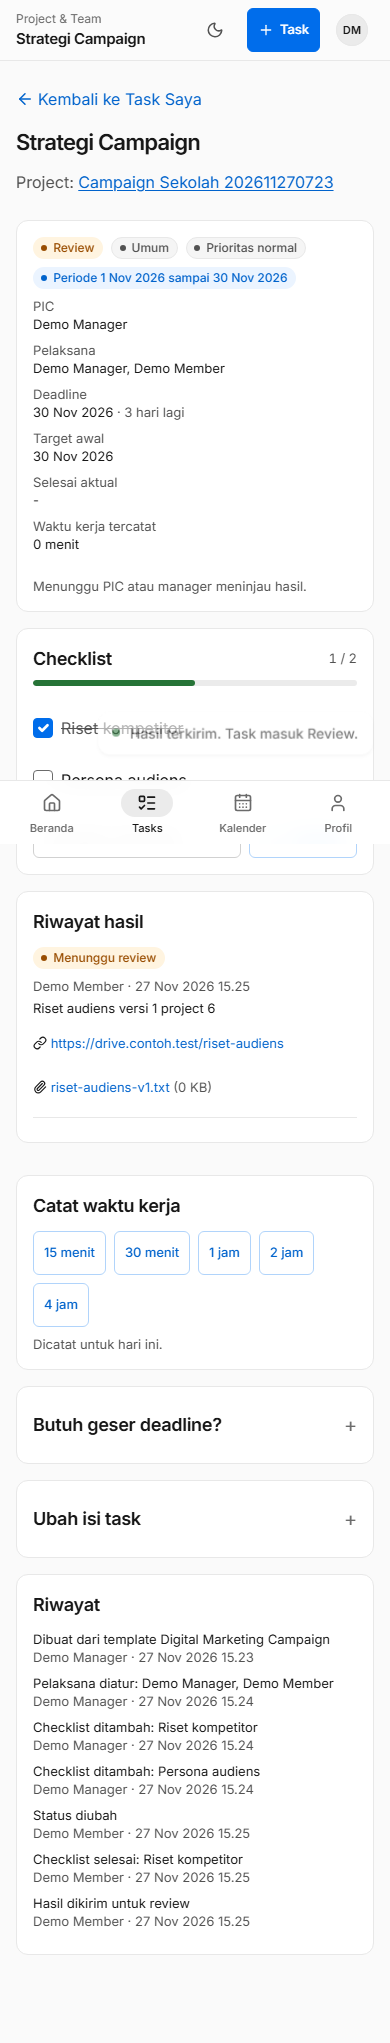 Project & Team
Strategi Campaign
+ Task
DM
← Kembali ke Task Saya
Strategi Campaign
Project: Campaign Sekolah 202611270723
Review
Umum
Prioritas normal
Periode 1 Nov 2026 sampai 30 Nov 2026
PIC
Demo Manager
Pelaksana
Demo Manager, Demo Member
Deadline
30 Nov 2026 · 3 hari lagi
Target awal
30 Nov 2026
Selesai aktual
-
Waktu kerja tercatat
0 menit
Menunggu PIC atau manager meninjau hasil.
Checklist
1 / 2
Riset kompetitor
Hasil terkirim. Task masuk Review.
Persona audiens
Beranda
Tasks
Kalender
Profil
Riwayat hasil
Menunggu review
Demo Member · 27 Nov 2026 15.25
Riset audiens versi 1 project 6
https://drive.contoh.test/riset-audiens
riset-audiens-v1.txt (0 KB)
Catat waktu kerja
15 menit
30 menit
1 jam
2 jam
4 jam
Dicatat untuk hari ini.
Butuh geser deadline?
+
Ubah isi task
+
Riwayat
Dibuat dari template Digital Marketing Campaign
Demo Manager · 27 Nov 2026 15.23
Pelaksana diatur: Demo Manager, Demo Member
Demo Manager · 27 Nov 2026 15.24
Checklist ditambah: Riset kompetitor
Demo Manager · 27 Nov 2026 15.24
Checklist ditambah: Persona audiens
Demo Manager · 27 Nov 2026 15.24
Status diubah
Demo Member · 27 Nov 2026 15.25
Checklist selesai: Riset kompetitor
Demo Member · 27 Nov 2026 15.25
Hasil dikirim untuk review
Demo Member · 27 Nov 2026 15.25